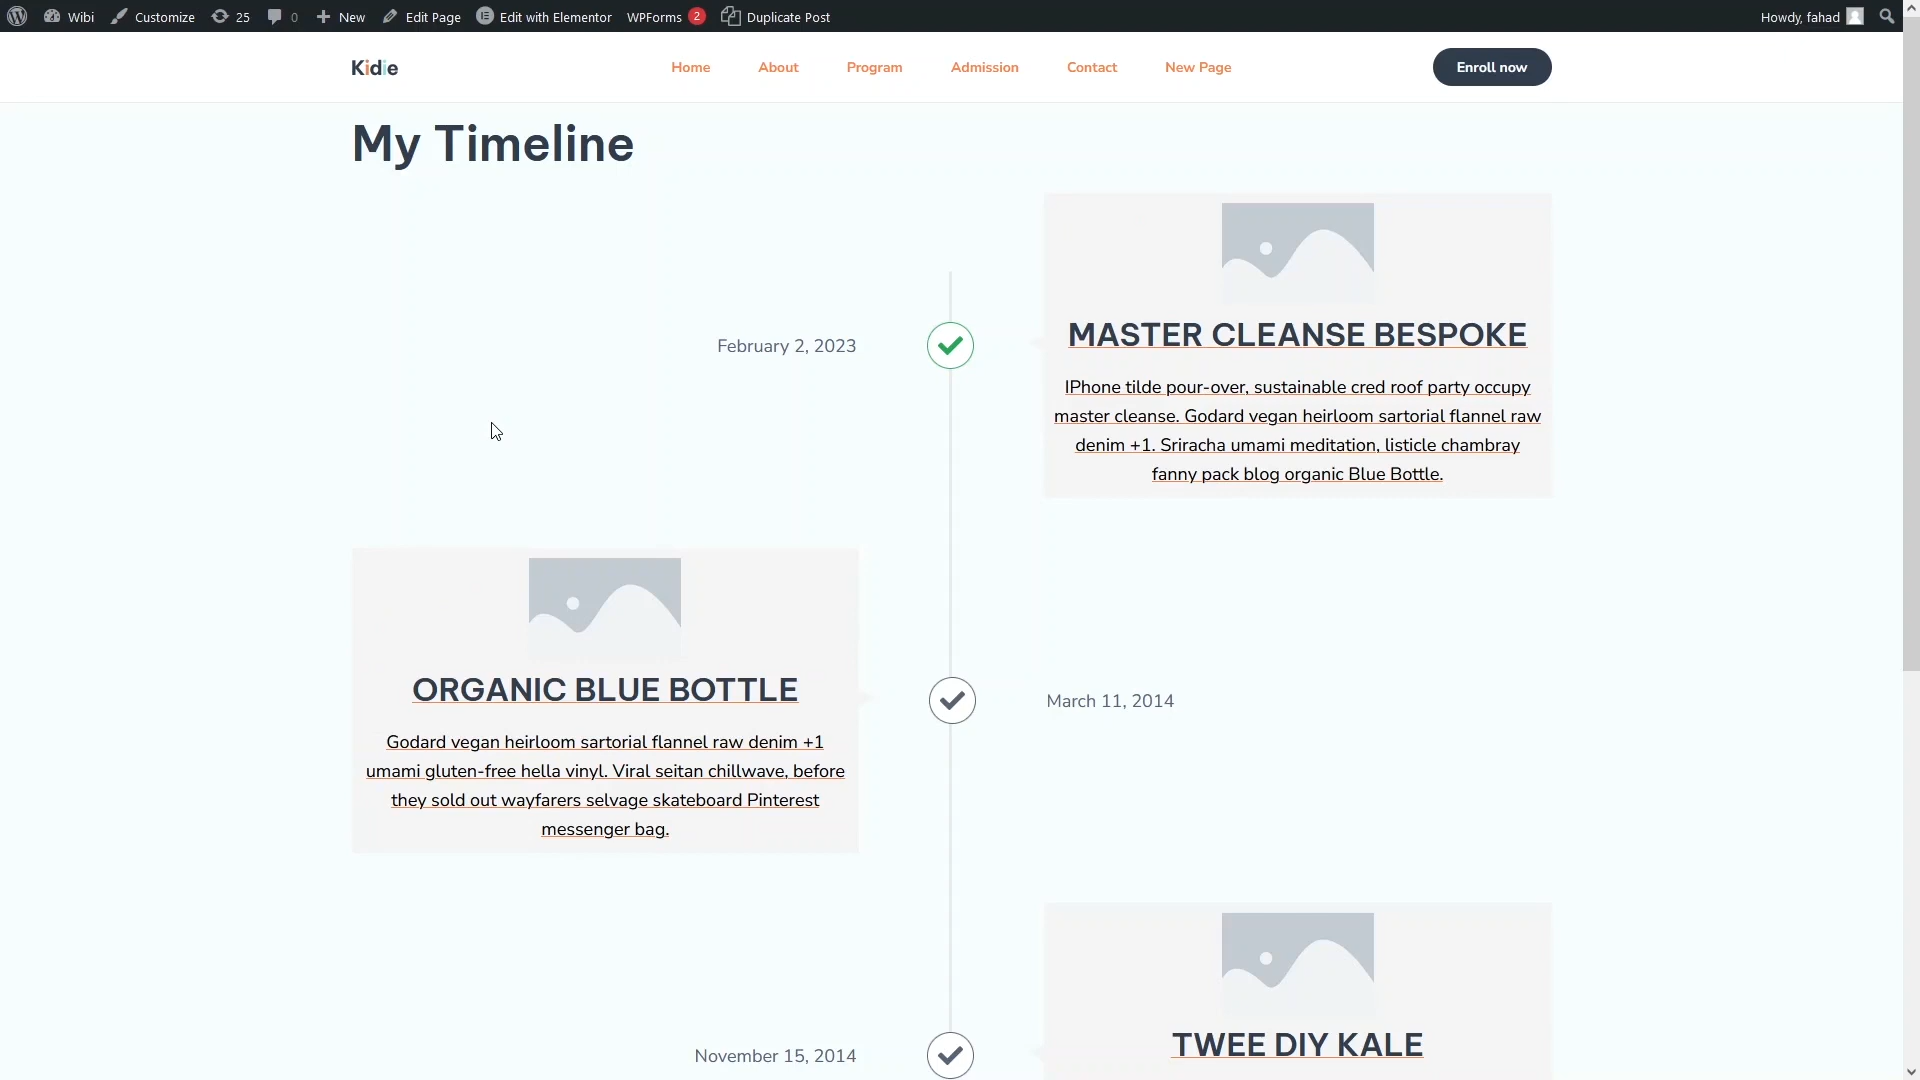 Wibi Customize 25 0 New Edit Page Edit with Elementor WPForms 2 Duplicate Post Howdy, fahad
Kidie Home About Program Admission Contact New Page Enroll now
My Timeline
February 2, 2023
MASTER CLEANSE BESPOKE
IPhone tilde pour-over, sustainable cred roof party occupy
master cleanse. Godard vegan heirloom sartorial flannel raw
denim +1. Sriracha umami meditation, listicle chambray
fanny pack blog organic Blue Bottle.
ORGANIC BLUE BOTTLE
Godard vegan heirloom sartorial flannel raw denim +1
umami gluten-free hella vinyl. Viral seitan chillwave, before
they sold out wayfarers selvage skateboard Pinterest
messenger bag.
March 11, 2014
November 15, 2014
TWEE DIY KALE